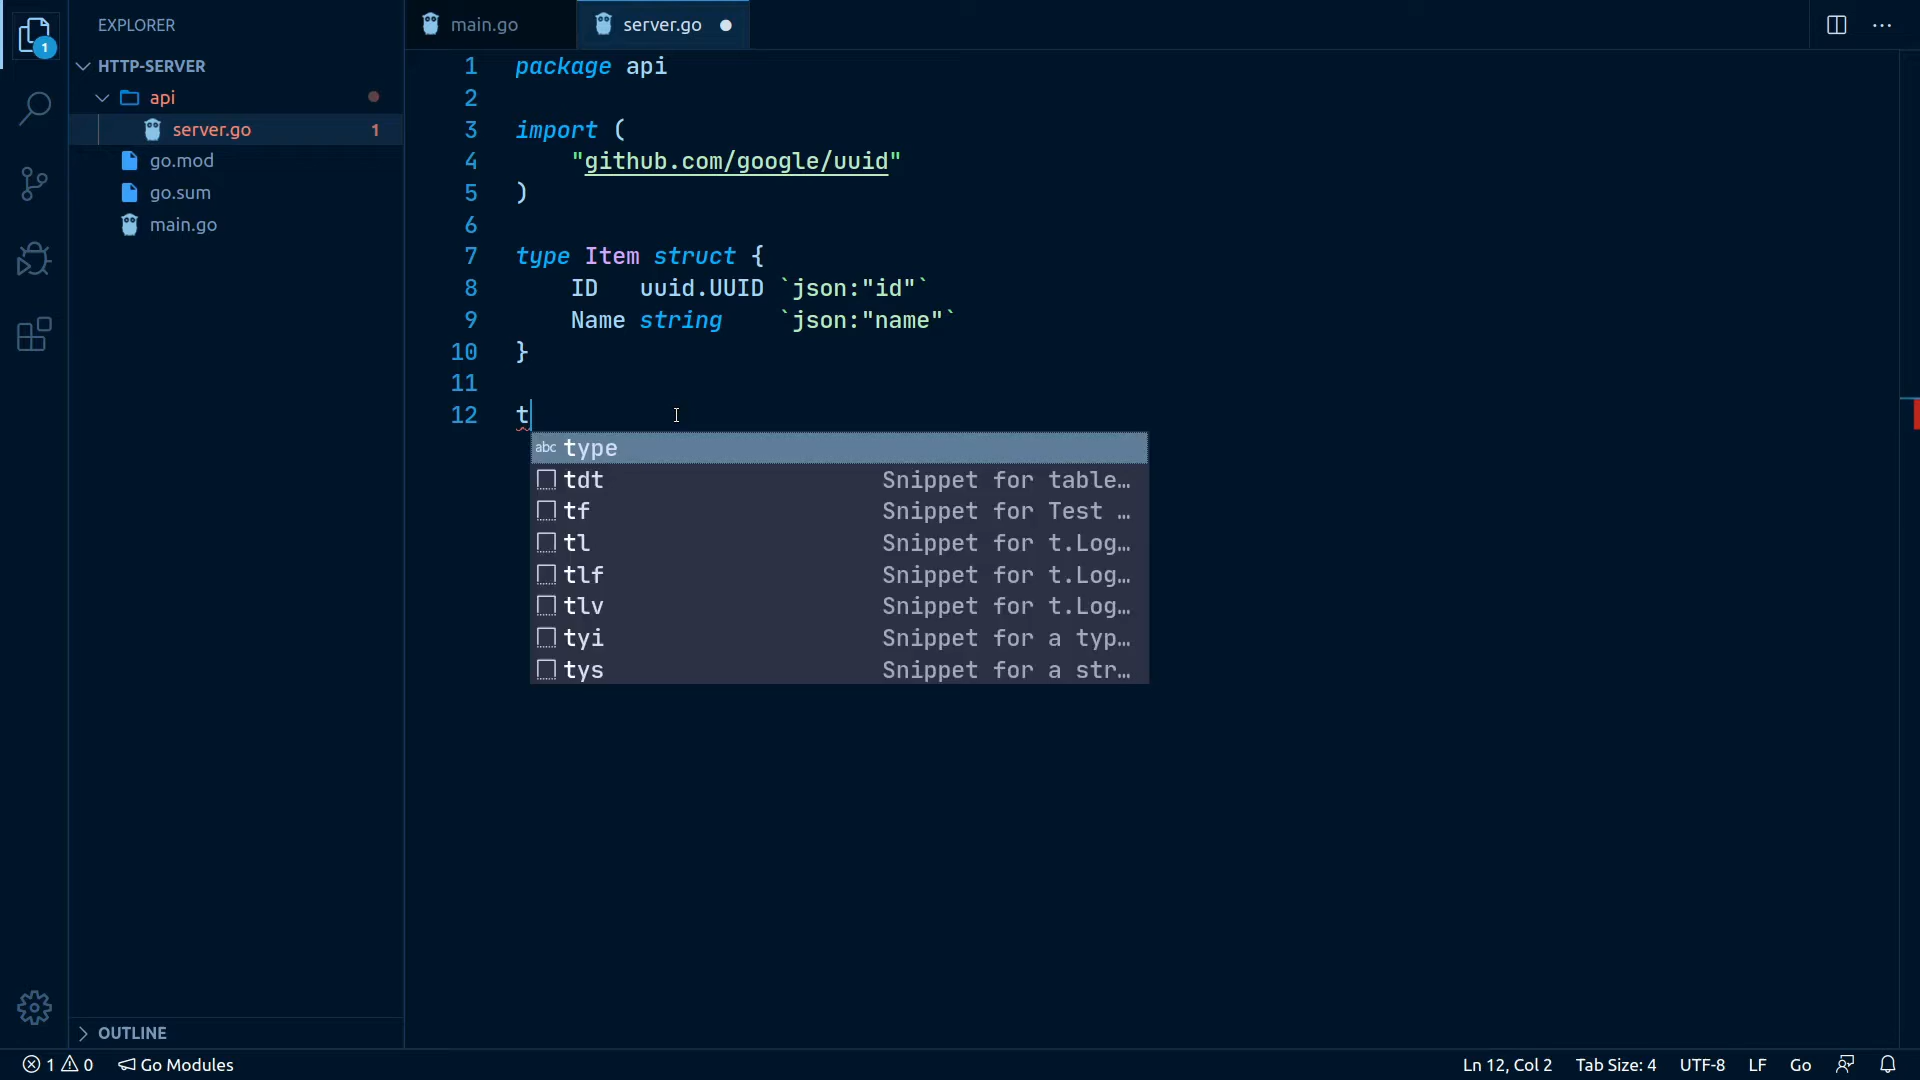 EXPLORER
main.go
server.go
HTTP-SERVER
api
server.go 1
go.mod
go.sum
main.go
1
1 package api
2
3 import (
4 "github.com/google/uuid"
5 )
6
7 type Item struct {
8 ID   uuid.UUID `json:"id"`
9 Name string    `json:"name"`
10 }
11
12 t
abc type
tdt Snippet for table…
tf Snippet for Test …
tl Snippet for t.Log…
tlf Snippet for t.Log…
tlv Snippet for t.Log…
tyi Snippet for a typ…
tys Snippet for a str…
OUTLINE
1 0 Go Modules Ln 12, Col 2 Tab Size: 4 UTF-8 LF Go